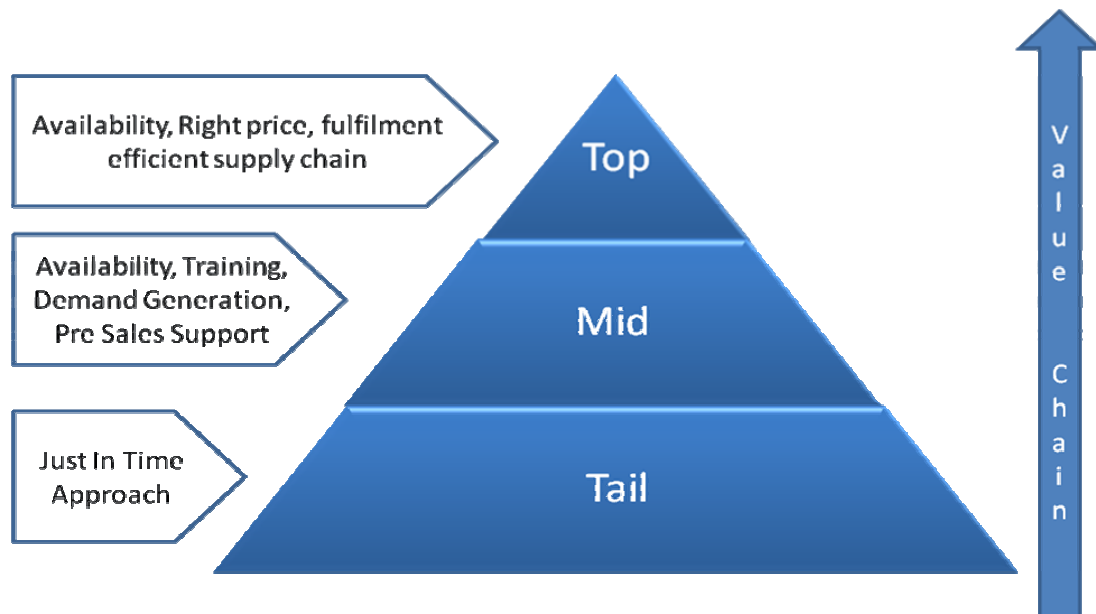 Availability, Right price, fulfilment
efficient supply chain
Top
Availability, Training,
Demand Generation,
Pre Sales Support
Mid
Just In Time
Approach
Tail
Value Chain